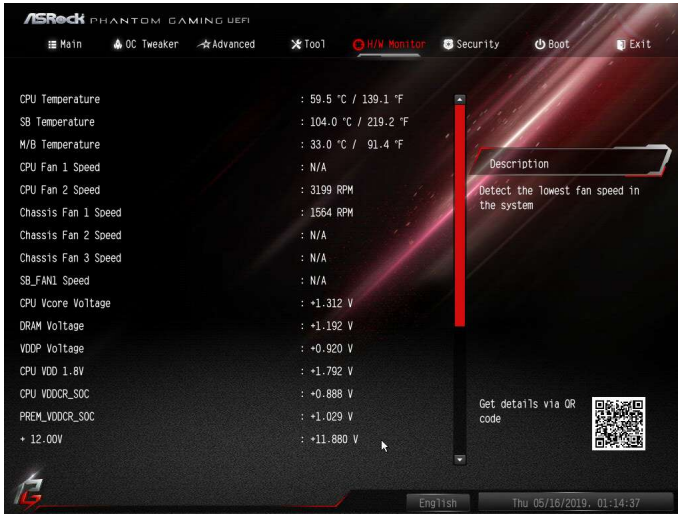 ASRock PHANTOM GAMING UEFI
Main OC Tweaker Advanced Tool H/W Monitor Security Boot Exit
CPU Temperature : 59.5 °C / 139.1 °F
SB Temperature : 104.0 °C / 219.2 °F
M/B Temperature : 33.0 °C / 91.4 °F
CPU Fan 1 Speed : N/A
CPU Fan 2 Speed : 3199 RPM
Chassis Fan 1 Speed : 1564 RPM
Chassis Fan 2 Speed : N/A
Chassis Fan 3 Speed : N/A
SB_FAN1 Speed : N/A
CPU Vcore Voltage : +1.312 V
DRAM Voltage : +1.192 V
VDDP Voltage : +0.920 V
CPU VDD 1.8V : +1.792 V
CPU VDDCR_SOC : +0.888 V
PREM_VDDCR_SOC : +1.029 V
+ 12.00V : +11.880 V
Description
Detect the lowest fan speed in
the system
Get details via QR
code
English Thu 05/16/2019. 01:14:37